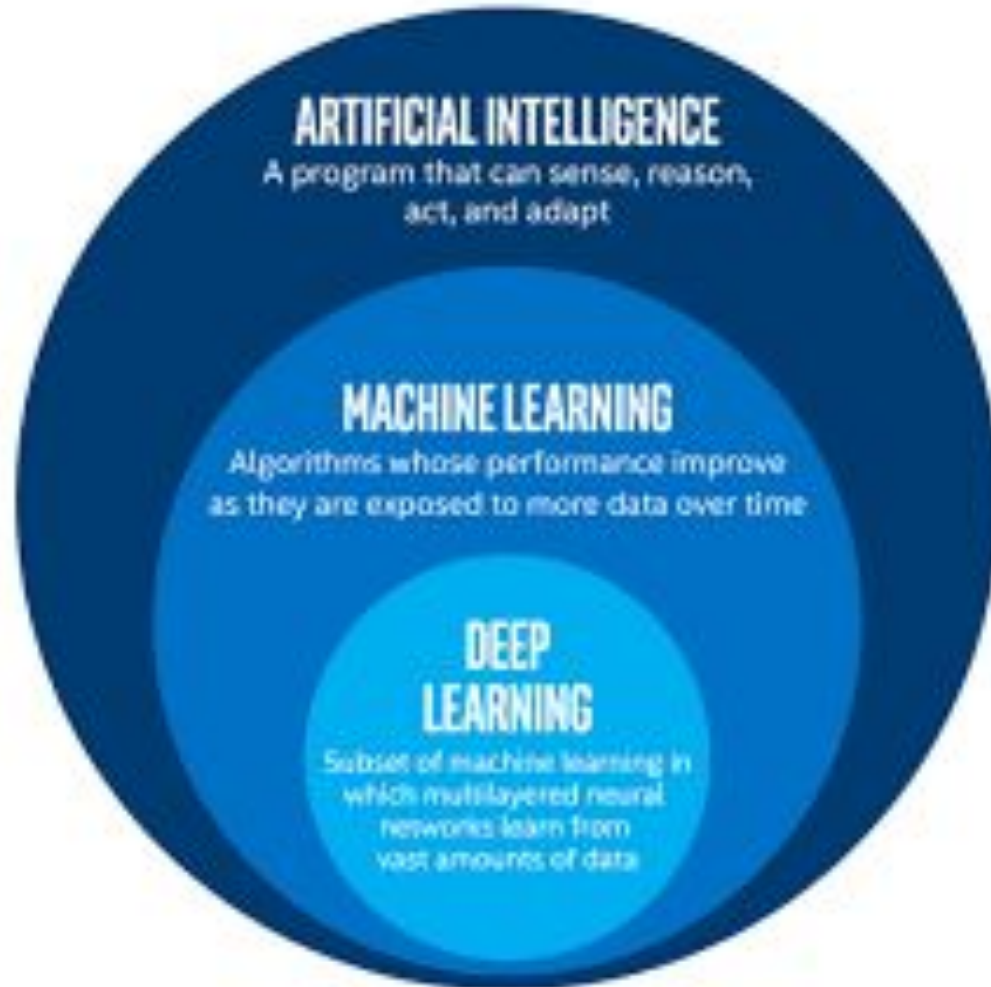 ARTIFICIAL INTELLIGENCE
A program that can sense, reason,
act, and adapt
MACHINE LEARNING
Algorithms whose performance improve
as they are exposed to more data over time
DEEP
LEARNING
Subset of machine learning in
which multilayered neural
networks learn from
vast amounts of data